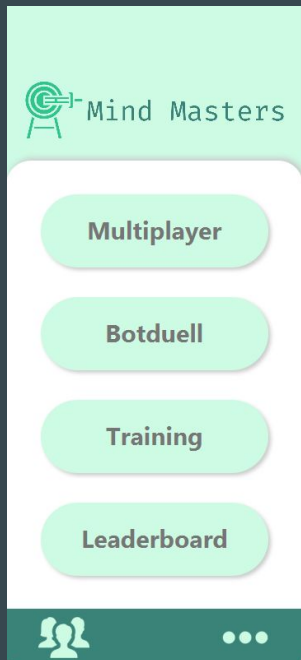 Mind Masters
Multiplayer
Botduell
Training
Leaderboard